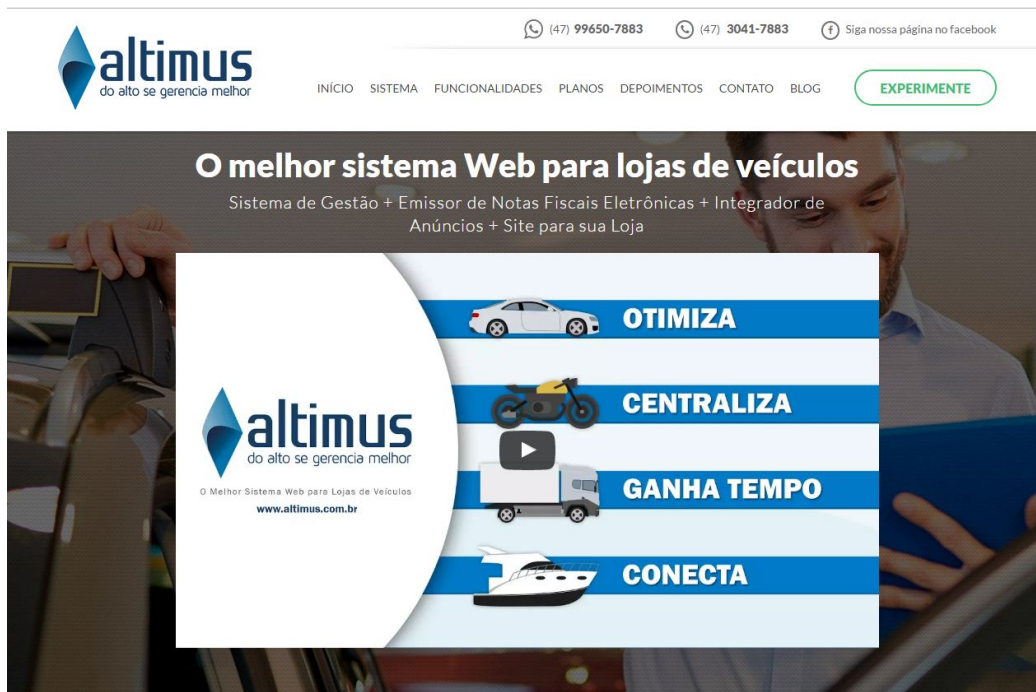 (47) 99650-7883
(47) 3041-7883
f
Siga nossa página no facebook
altimus
do alto se gerencia melhor
INÍCIO
SISTEMA
FUNCIONALIDADES
PLANOS
DEPOIMENTOS
CONTATO
BLOG
EXPERIMENTE
O melhor sistema Web para lojas de veículos
Sistema de Gestão + Emissor de Notas Fiscais Eletrônicas + Integrador de
Anúncios + Site para sua Loja
altimus
do alto se gerencia melhor
O Melhor Sistema Web para Lojas de Veículos
www.altimus.com.br
OTIMIZA
CENTRALIZA
GANHA TEMPO
CONECTA